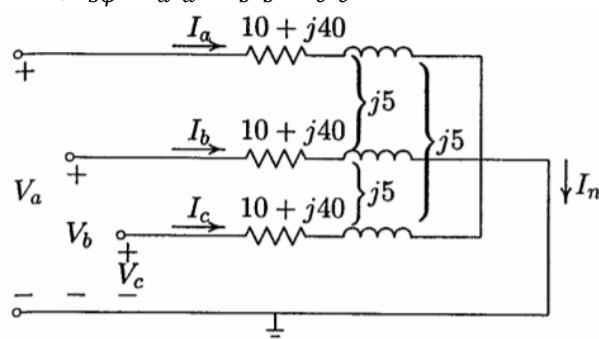 I_a 10 + j40
+
j5
I_b 10 + j40
j5
+
I_n
V_a
j5
I_c 10 + j40
V_b
+
V_c
− − −